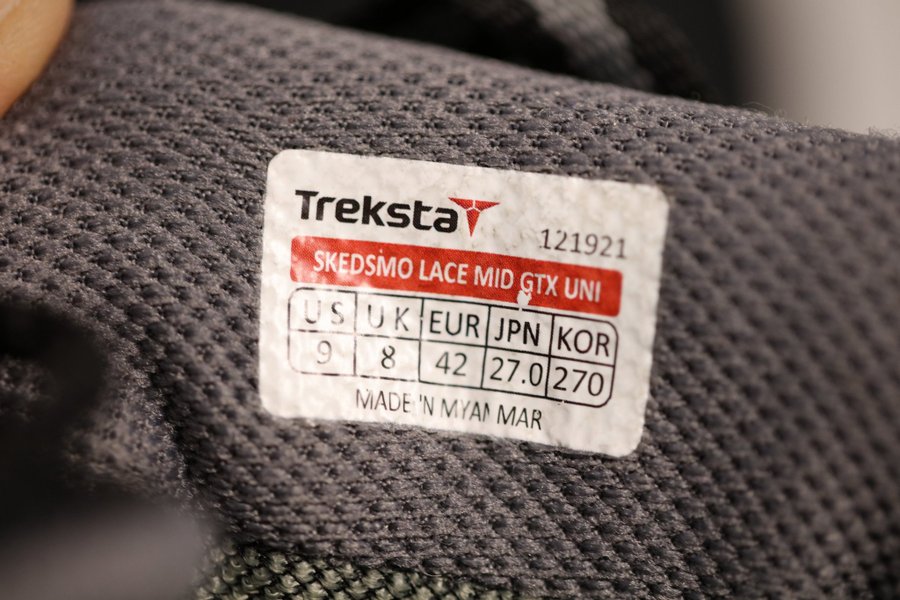 Treksta
121921
SKEDSMO LACE MID GTX UNI
US UK EUR JPN KOR
9 8 42 27.0 270
MADE IN MYANMAR